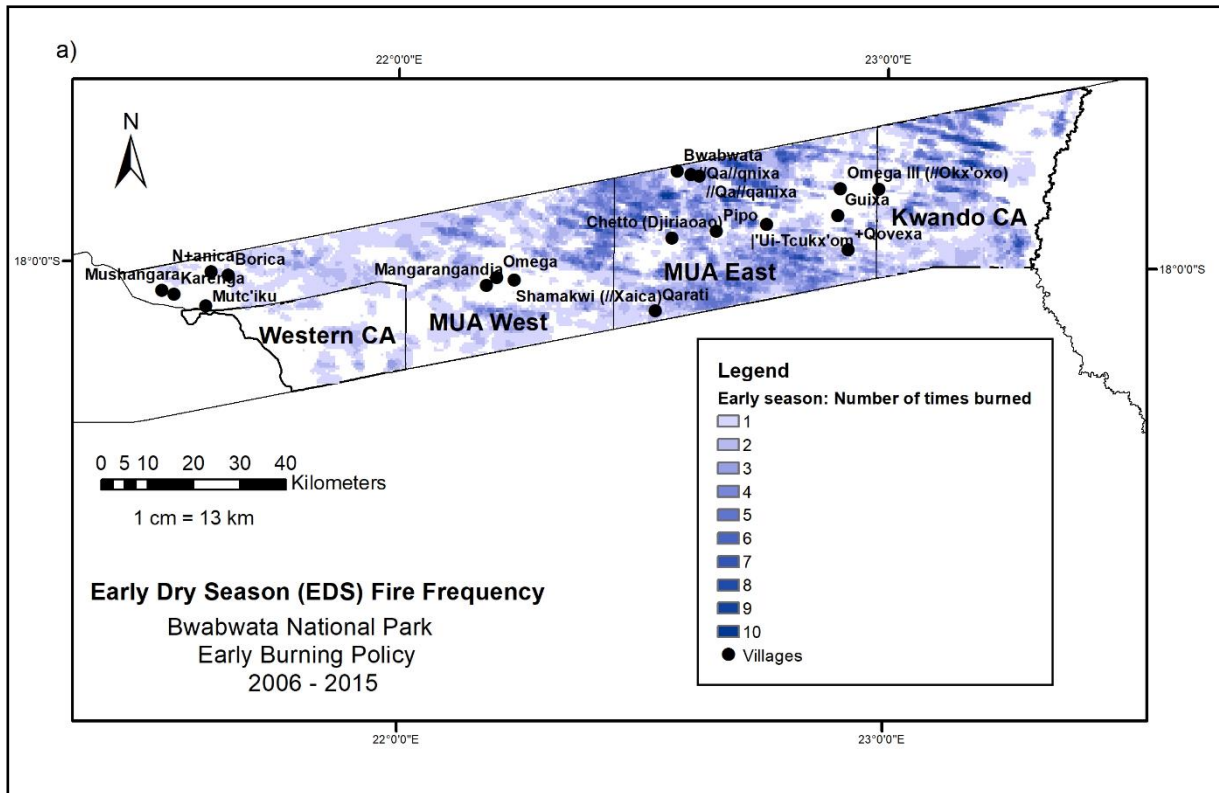 a)
22°0'0"E
23°0'0"E
N
Bwabwata
//Qa//qnixa
//Qa//qanixa
Omega III (//Okx'oxo)
Guixa
Kwando CA
Chetto (Djiriaoao)
Pipo
|'Ui-Tcukx'om
+Qovexa
18°0'0"S
18°0'0"S
N+anica
Borica
Mushangara
Karenga
Mutc'iku
Mangarangandja
Omega
MUA East
Shamakwi (//Xaica)
Qarati
Western CA
MUA West
Legend
Early season: Number of times burned
1
2
3
4
5
6
7
8
9
10
Villages
0 5 10 20 30 40
Kilometers
1 cm = 13 km
Early Dry Season (EDS) Fire Frequency
Bwabwata National Park
Early Burning Policy
2006 - 2015
22°0'0"E
23°0'0"E